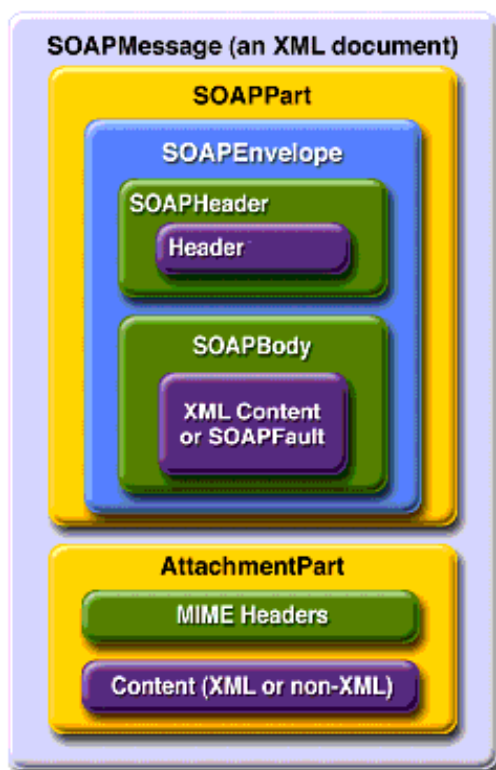 SOAPMessage (an XML document)
SOAPPart
SOAPEnvelope
SOAPHeader
Header
SOAPBody
XML Content
or SOAPFault
AttachmentPart
MIME Headers
Content (XML or non-XML)